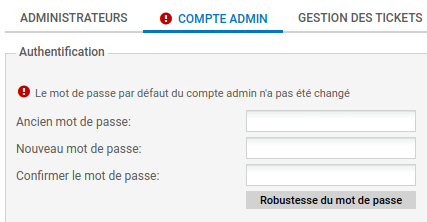 ADMINISTRATEURS COMPTE ADMIN GESTION DES TICKETS
Authentification
Le mot de passe par défaut du compte admin n'a pas été changé
Ancien mot de passe:
Nouveau mot de passe:
Confirmer le mot de passe:
Robustesse du mot de passe